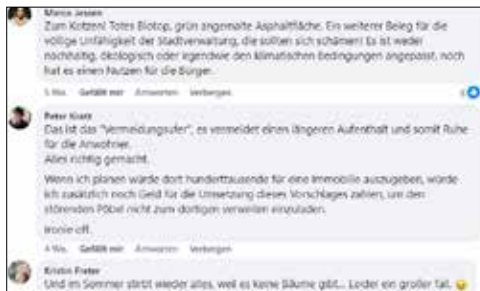 Marco Jessen
Zum Kotzen! Totes Biotop, grün angemalte Asphaltfläche. Ein weiterer Beleg für die
völlige Unfähigkeit der Stadtverwaltung, die sollten sich schämen! Es ist weder
nachhaltig, ökologisch oder irgendwie den klimatischen Bedingungen angepasst, noch
hat es einen Nutzen für die Bürger.
5 Wo. Gefällt mir Antworten Verbergen
Peter Kratt
Das ist das "Vermeidungsufer", es vermeidet einen längeren Aufenthalt und somit Ruhe
für die Anwohner.
Alles richtig gemacht.
Wenn ich planen würde dort hunderttausende für eine Immobilie auszugeben, würde
ich zusätzlich noch Geld für die Umsetzung dieses Vorschlages zahlen, um den
störenden Pöbel nicht zum dortigen verweilen einzuladen.
Ironie off.
4 Wo. Gefällt mir Antworten Verbergen
Kristin Freter
Und im Sommer stirbt wieder alles, weil es keine Bäume gibt... Leider ein großer fail.